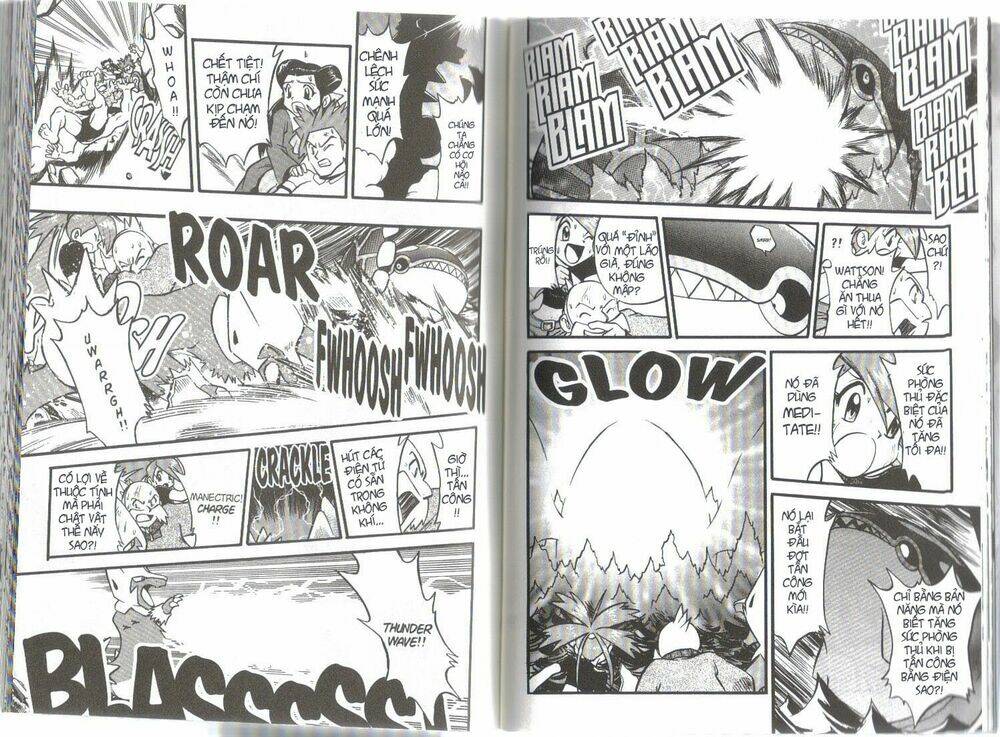 BLAM
BLAM
BLAM
BLAM
BLAM
BLAM
BLAM
BLAM
BLAM
BLA
SAO
CHỨ
?!
?!
WATTSON!
CHẲNG
ĂN THUA
GÌ VỚI NÓ
HẾT!!
QUÁ "ĐỈNH"
VỚI MỘT LÃO
GIÀ, ĐÚNG
KHÔNG
MẬP?
TRÚNG
RỒI!
SỨC
PHÒNG
THỦ ĐẶC
BIỆT CỦA
NÓ ĐÃ
TĂNG
TỐI ĐA!!
NÓ ĐÃ
DÙNG
MEDI-
TATE!!
GLOW
NÓ LẠI
BẮT
ĐẦU
ĐỢT
TẤN
CÔNG
MỚI
KÌA!!
CHỈ BẰNG BẢN
NĂNG MÀ NÓ
BIẾT TĂNG
SỨC PHÒNG
THỦ KHI BỊ
TẤN CÔNG
BẰNG ĐIỆN
SAO?!
CHÊNH
LỆCH
SỨC
MẠNH
QUÁ
LỚN!
CHÚNG
TA
CHẲNG
CÓ CƠ
HỘI
NÀO
CẢ!!
CHẾT TIỆT!
THẬM CHÍ
CÒN CHƯA
KỊP CHẠM
ĐẾN NÓ!
WHOA!!
CRASH!
ROAR
FWHOOSH
FWHOOSH
UWARRGH!!
GIỜ
THÌ...
TẤN
CÔNG
!!
HÚT CÁC
ĐIỆN TỬ
CÓ SẴN
TRONG
KHÔNG
KHÍ...
CRACKLE
MANECTRIC!
CHARGE
!!
CÓ LỢI VỀ
THUỘC TÍNH
MÀ PHẢI
CHẬT VẬT
THẾ NÀY
SAO?!
THUNDER
WAVE!!